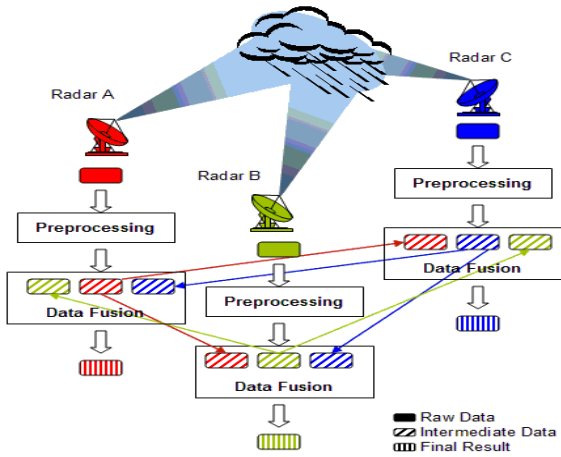 Radar C
Radar A
Radar B
Preprocessing
Preprocessing
Data Fusion
Preprocessing
Data Fusion
Data Fusion
Raw Data
Intermediate Data
Final Result